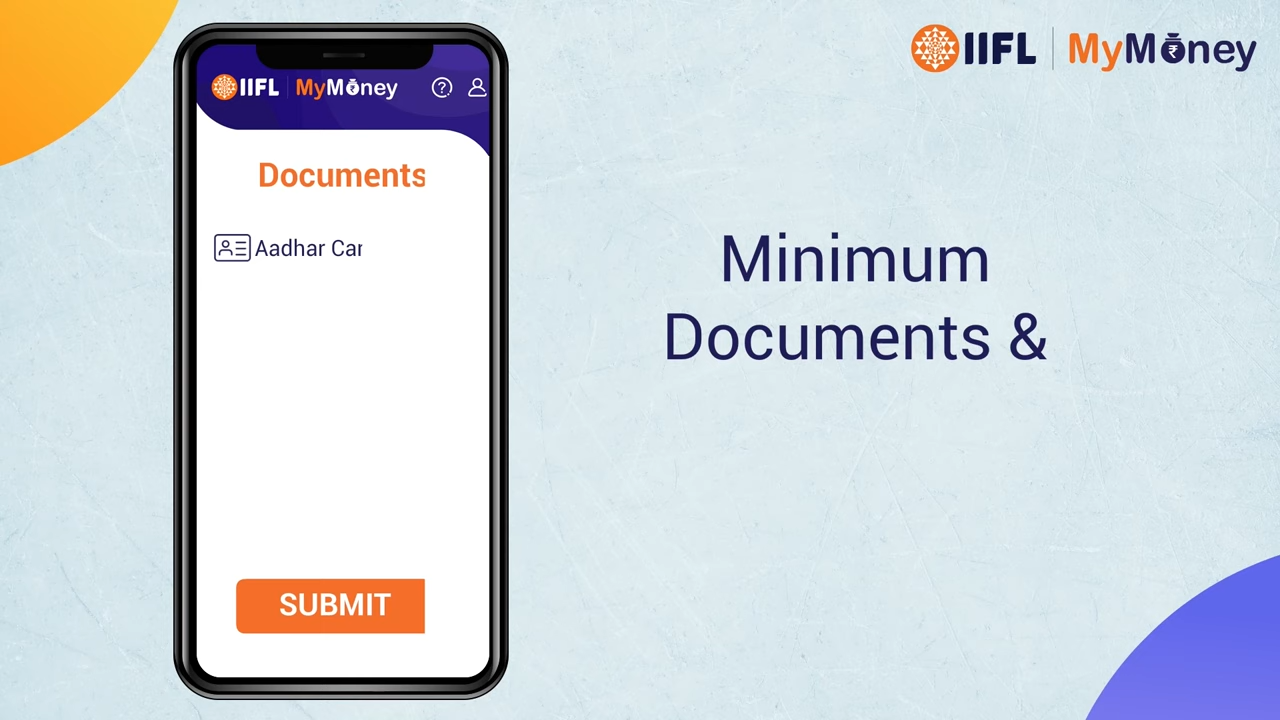 IIFL MyMoney
IIFL MyMoney
Documents
Aadhar Car
SUBMIT
Minimum
Documents &